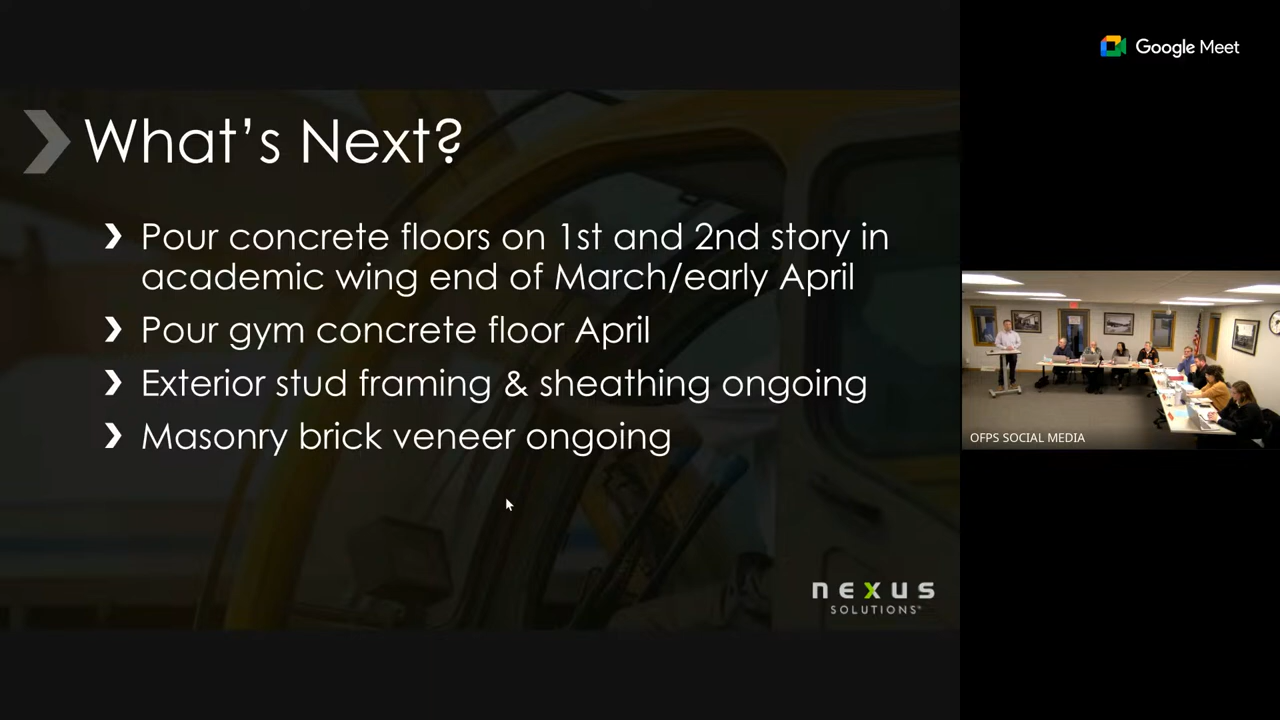 What's Next?
Pour concrete floors on 1st and 2nd story in
academic wing end of March/early April
Pour gym concrete floor April
Exterior stud framing & sheathing ongoing
Masonry brick veneer ongoing
nexus
SOLUTIONS
Google Meet
OFPS SOCIAL MEDIA